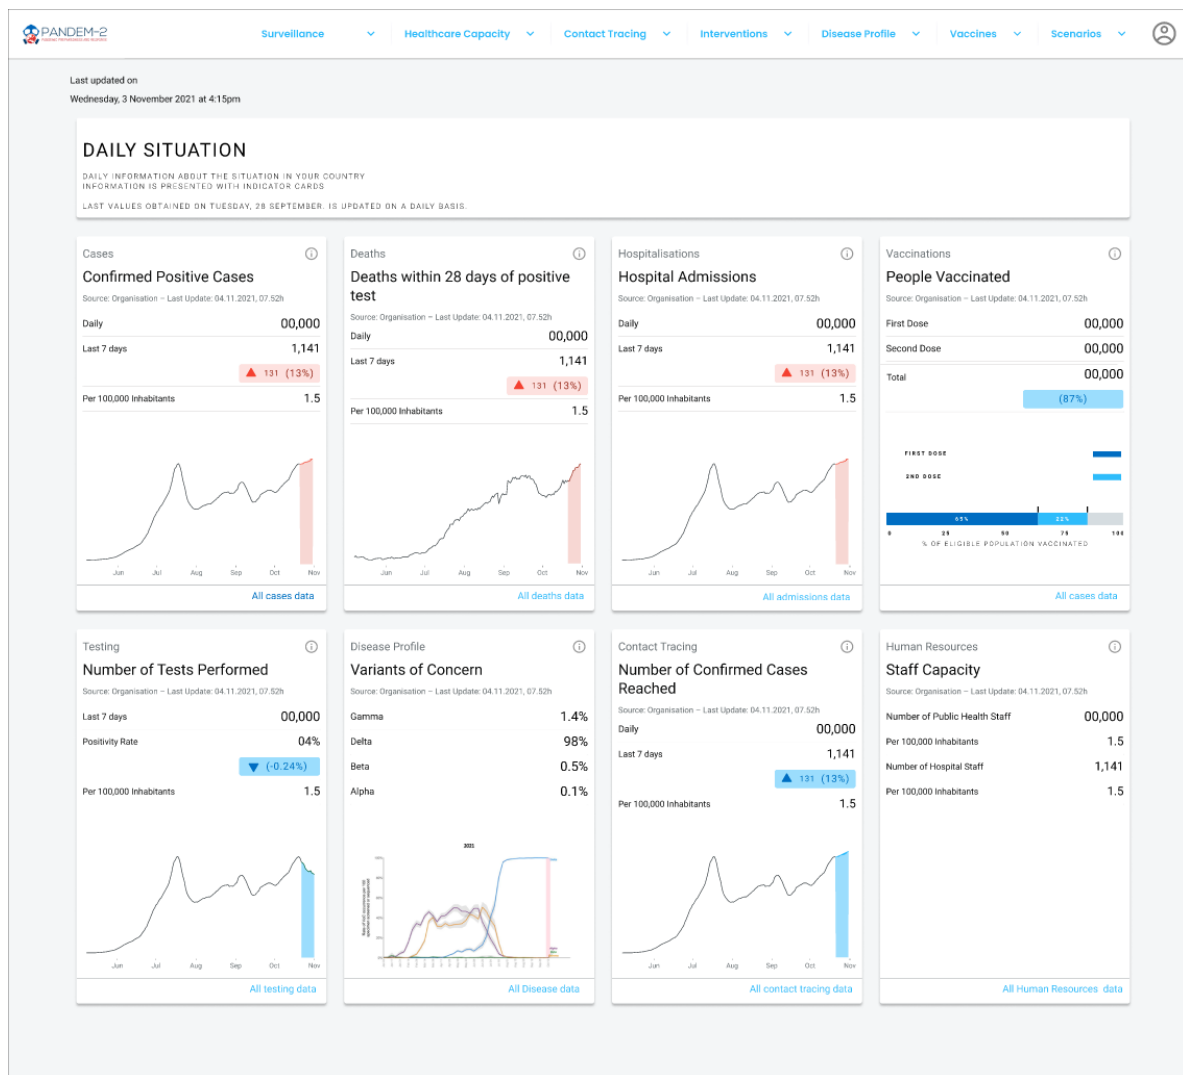 PANDEM-2
Surveillance
Healthcare Capacity
Contact Tracing
Interventions
Disease Profile
Vaccines
Scenarios
Last updated on
Wednesday, 3 November 2021 at 4:15pm
DAILY SITUATION
DAILY INFORMATION ABOUT THE SITUATION IN YOUR COUNTRY
INFORMATION IS PRESENTED WITH INDICATOR CARDS
LAST VALUES OBTAINED ON TUESDAY, 28 SEPTEMBER. IS UPDATED ON A DAILY BASIS.
Cases
Confirmed Positive Cases
Source: Organisation – Last Update: 04.11.2021, 07.52h
Daily 00,000
Last 7 days 1,141
131 (13%)
Per 100,000 Inhabitants 1.5
Jun Jul Aug Sep Oct Nov
All cases data
Deaths
Deaths within 28 days of positive
test
Source: Organisation – Last Update: 04.11.2021, 07.52h
Daily 00,000
Last 7 days 1,141
131 (13%)
Per 100,000 Inhabitants 1.5
Jun Jul Aug Sep Oct Nov
All deaths data
Hospitalisations
Hospital Admissions
Source: Organisation – Last Update: 04.11.2021, 07.52h
Daily 00,000
Last 7 days 1,141
131 (13%)
Per 100,000 Inhabitants 1.5
Jun Jul Aug Sep Oct Nov
All admissions data
Vaccinations
People Vaccinated
Source: Organisation – Last Update: 04.11.2021, 07.52h
First Dose 00,000
Second Dose 00,000
Total 00,000
(87%)
FIRST DOSE
2ND DOSE
65% 22%
0 25 50 75 100
% OF ELIGIBLE POPULATION VACCINATED
All cases data
Testing
Number of Tests Performed
Source: Organisation – Last Update: 04.11.2021, 07.52h
Last 7 days 00,000
Positivity Rate 04%
(-0.24%)
Per 100,000 Inhabitants 1.5
Jun Jul Aug Sep Oct Nov
All testing data
Disease Profile
Variants of Concern
Source: Organisation – Last Update: 04.11.2021, 07.52h
Gamma 1.4%
Delta 98%
Beta 0.5%
Alpha 0.1%
2021
All Disease data
Contact Tracing
Number of Confirmed Cases
Reached
Source: Organisation – Last Update: 04.11.2021, 07.52h
Daily 00,000
Last 7 days 1,141
131 (13%)
Per 100,000 Inhabitants 1.5
Jun Jul Aug Sep Oct Nov
All contact tracing data
Human Resources
Staff Capacity
Source: Organisation – Last Update: 04.11.2021, 07.52h
Number of Public Health Staff 00,000
Per 100,000 Inhabitants 1.5
Number of Hospital Staff 1,141
Per 100,000 Inhabitants 1.5
All Human Resources data